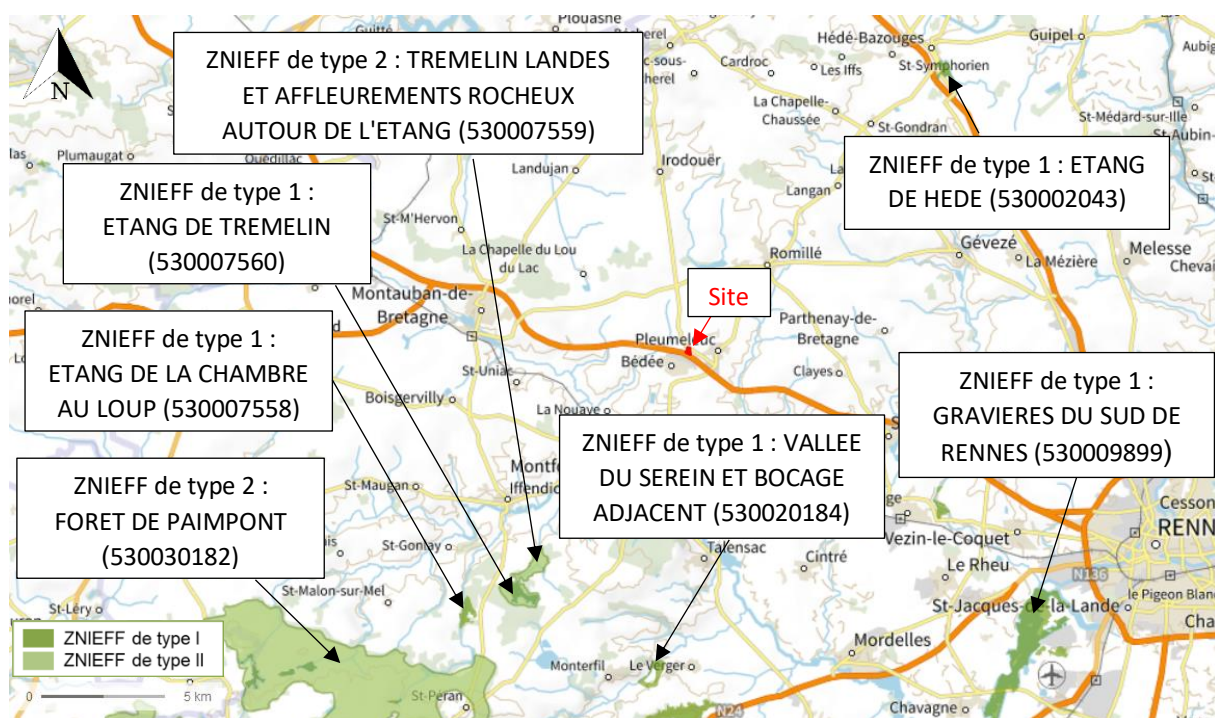 Plouasne
Guitté
Hédé-Bazouges
Guipel
Cardroc
Les Iffs
St-Symphorien
ZNIEFF de type 2 : TREMELIN LANDES
ET AFFLEUREMENTS ROCHEUX
AUTOUR DE L'ETANG (530007559)
N
La Chapelle-
Chaussée
St-Gondran
St-Médard-sur-Ille
St-Aubin-
Plumaugat
Quédillac
Landujan
Irodouër
Langan
ZNIEFF de type 1 : ETANG
DE HEDE (530002043)
ZNIEFF de type 1 :
ETANG DE TREMELIN
(530007560)
St-M'Hervon
La Chapelle du Lou
du Lac
Romillé
Gévezé
La Mézière
Melesse
Montauban-de-
Bretagne
Site
Parthenay-de-
Bretagne
Pleumeleuc
Bédée
Clayes
ZNIEFF de type 1 :
ETANG DE LA CHAMBRE
AU LOUP (530007558)
St-Uniac
Boisgervilly
La Nouaye
ZNIEFF de type 1 :
GRAVIERES DU SUD DE
RENNES (530009899)
ZNIEFF de type 1 : VALLEE
DU SEREIN ET BOCAGE
ADJACENT (530020184)
ZNIEFF de type 2 :
FORET DE PAIMPONT
(530030182)
St-Maugan
Iffendic
St-Gonlay
Talensac
Cintré
Vezin-le-Coquet
Cesson
RENN
Le Rheu
N136
St-Malon-sur-Mel
St-Léry
St-Jacques-de-la-Lande
le Pigeon Blanc
ZNIEFF de type I
ZNIEFF de type II
0 5 km
St-Péran
Monterfil
Le Verger
Mordelles
N24
Chavagne